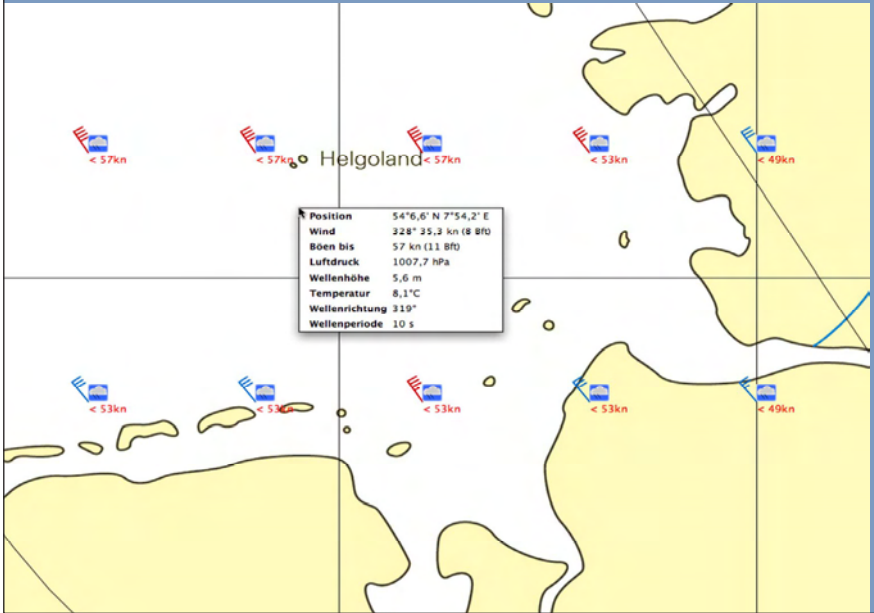 < 57kn
< 57kn
Helgoland
< 57kn
< 53kn
< 49kn
Position 54°6,6' N 7°54,2' E
Wind 328° 35,3 kn (8 Bft)
Böen bis 57 kn (11 Bft)
Luftdruck 1007,7 hPa
Wellenhöhe 5,6 m
Temperatur 8,1°C
Wellenrichtung 319°
Wellenperiode 10 s
< 53kn
< 53kn
< 53kn
< 53kn
< 49kn